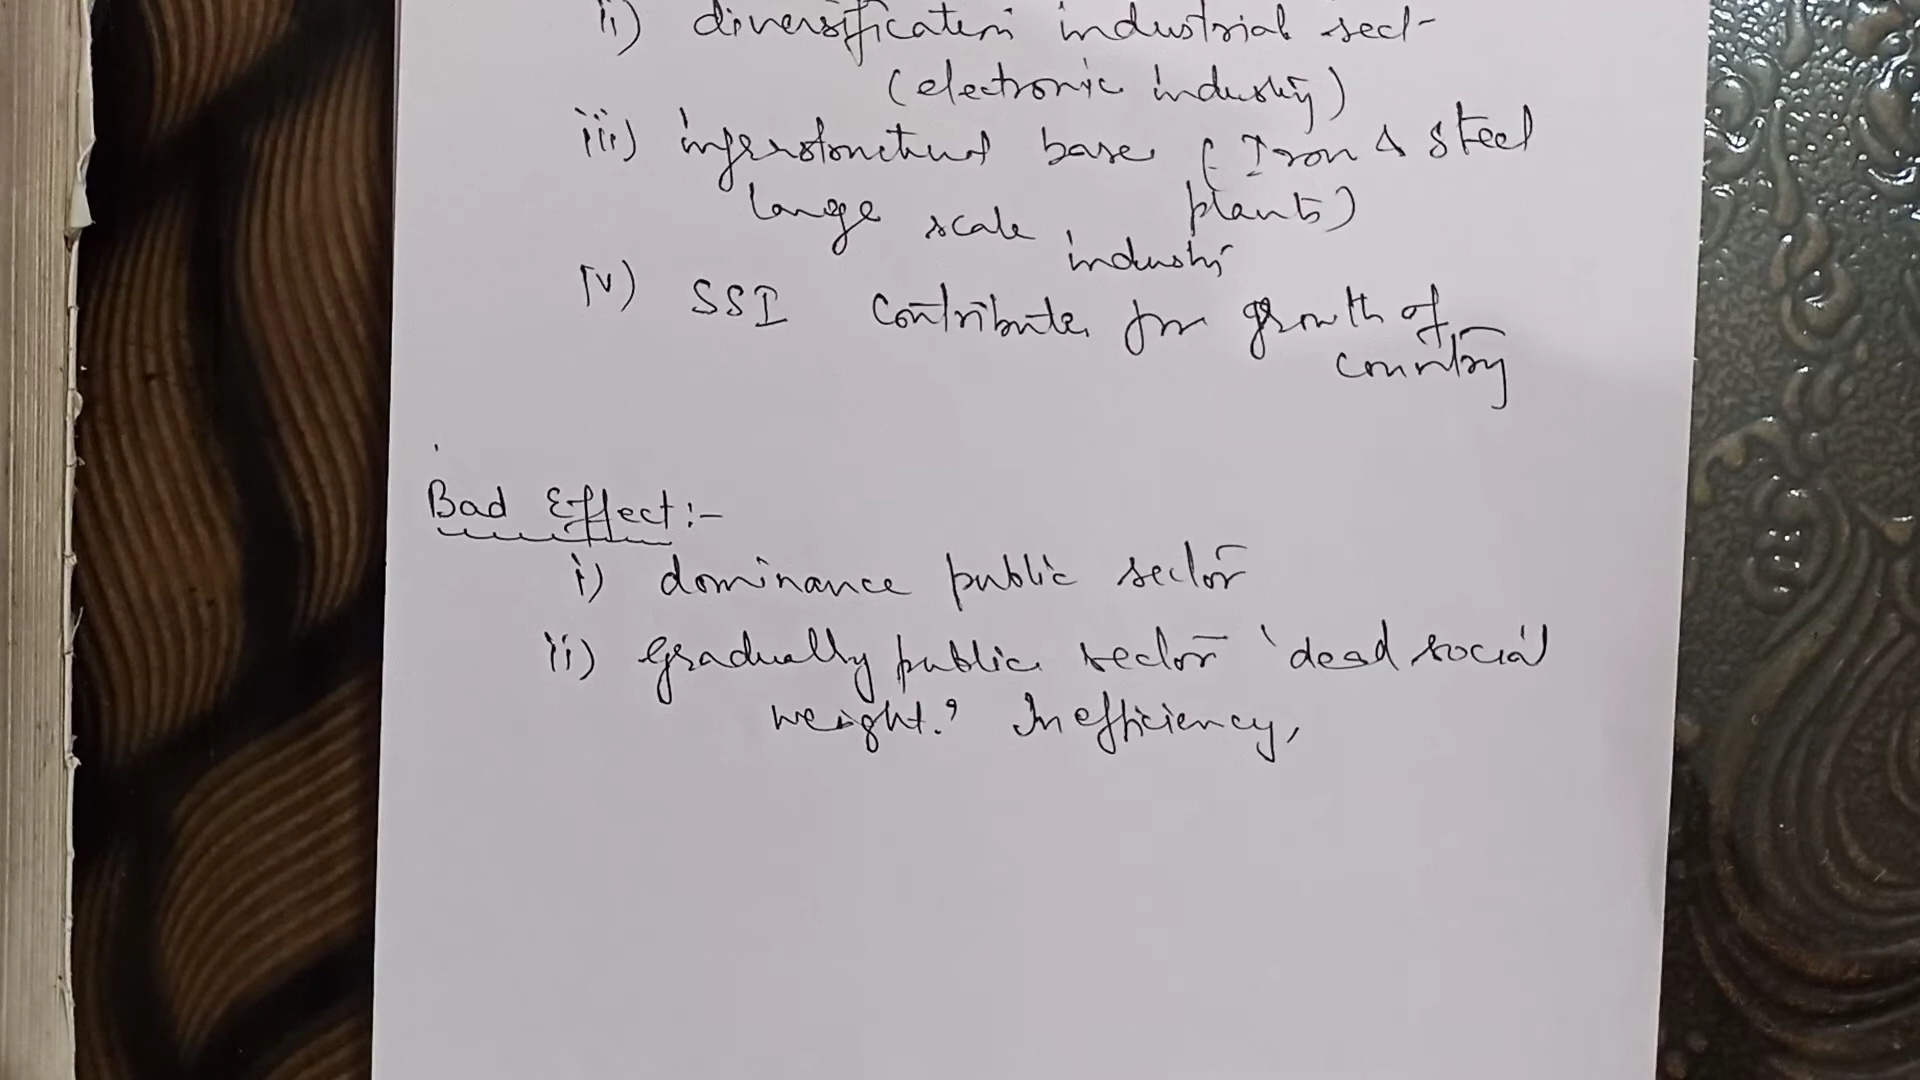 ii) diversification industrial sect-
(electronic industry)
iii) infrastructural base (Iron & steel
large scale plants)
industry
iv) SSI Contribute for growth of
country
Bad Effect:-
i) dominance public sector
ii) gradually public sector 'dead social
weight.' Inefficiency,